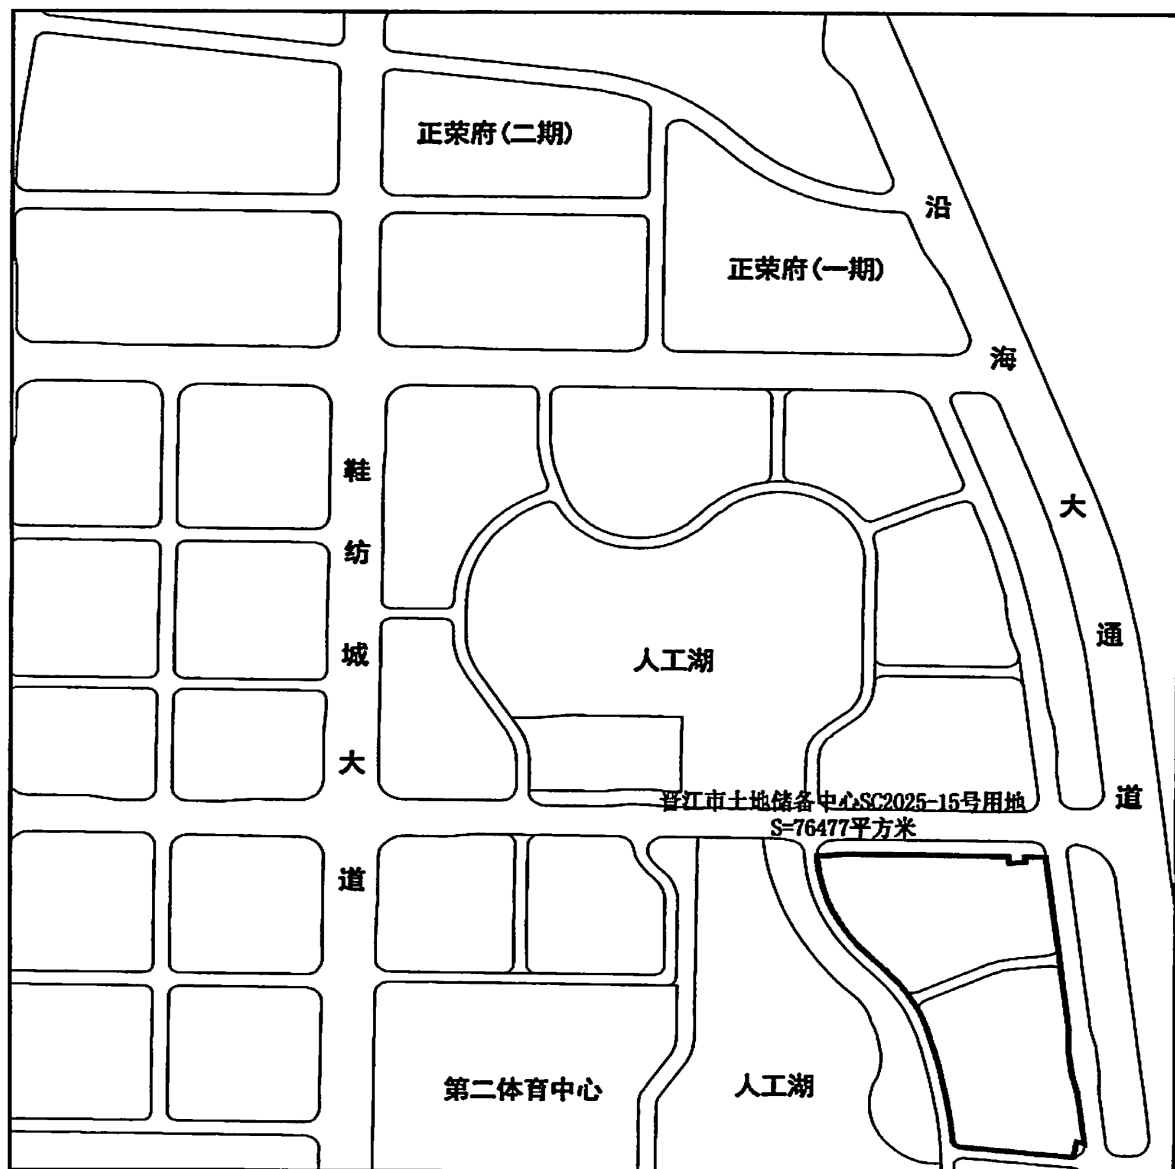 正荣府(二期)
正荣府(一期)
沿海大通道
鞋纺城大道
人工湖
晋江市土地储备中心SC2025-15号用地
S=76477平方米
第二体育中心
人工湖